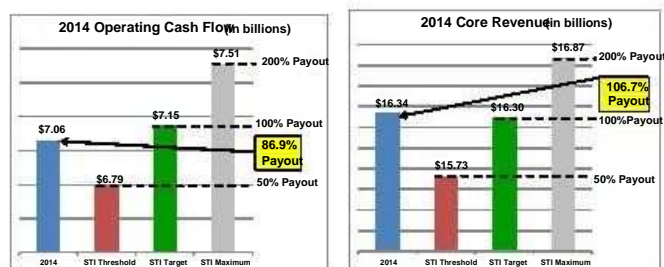 2014 Operating Cash Flow (in billions)
$7.51
200% Payout
$7.15
$7.06
100% Payout
86.9%
Payout
$6.79
50% Payout
2014
STI Threshold
STI Target
STI Maximum
2014 Core Revenue (in billions)
$16.87
200% Payout
106.7%
Payout
$16.34
$16.30
100%Payout
$15.73
50% Payout
2014
STI Threshold
STI Target
STI Maximum